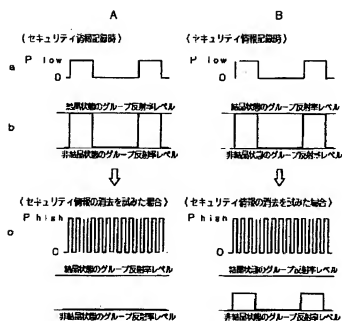 A B
(セキュリティ情報記録時) (セキュリティ情報記録時)
a P low P low
0 0
結晶状態のグループ反射率レベル 結晶状態のグループ反射率レベル
b
非結晶状態のグループ反射率レベル 非結晶状態のグループ反射率レベル
(セキュリティ情報の消去を試みた場合) (セキュリティ情報の消去を試みた場合)
P high P high
c
0 0
結晶状態のグループ反射率レベル 結晶状態のグループ反射率レベル
非結晶状態のグループ反射率レベル 非結晶状態のグループ反射率レベル